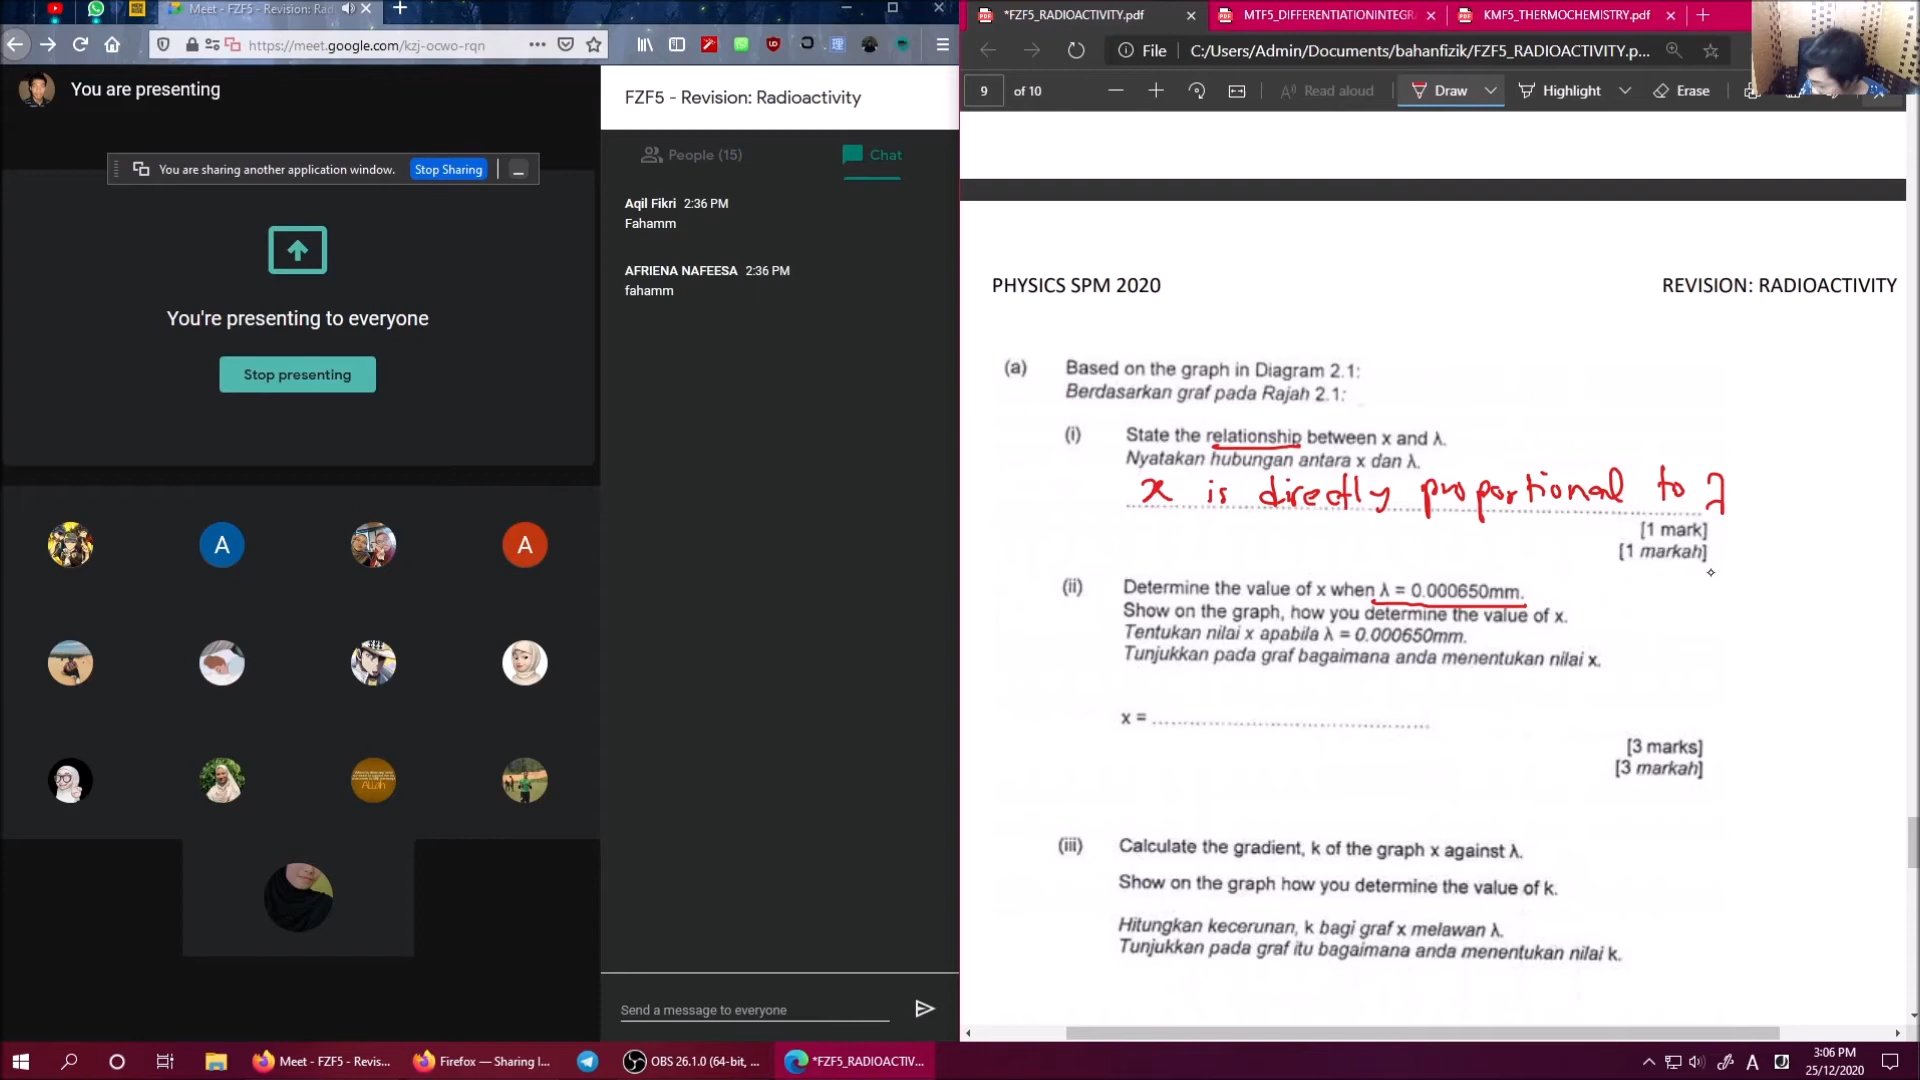 Meet - FZF5 - Revision: Rad
https://meet.google.com/kzj-ocwo-rqn
You are presenting
You are sharing another application window.
Stop Sharing
You're presenting to everyone
Stop presenting
A
A
FZF5 - Revision: Radioactivity
People (15)
Chat
Aqil Fikri 2:36 PM
Fahamm
AFRIENA NAFEESA 2:36 PM
fahamm
Send a message to everyone
*FZF5_RADIOACTIVITY.pdf
MTF5_DIFFERENTIATIONINTEGR
KMF5_THERMOCHEMISTRY.pdf
File
C:/Users/Admin/Documents/bahanfizik/FZF5_RADIOACTIVITY.p...
9 of 10
Read aloud
Draw
Highlight
Erase
PHYSICS SPM 2020
REVISION: RADIOACTIVITY
(a) Based on the graph in Diagram 2.1:
Berdasarkan graf pada Rajah 2.1:
(i) State the relationship between x and λ.
Nyatakan hubungan antara x dan λ.
x is directly proportional to λ
[1 mark]
[1 markah]
(ii) Determine the value of x when λ = 0.000650mm.
Show on the graph, how you determine the value of x.
Tentukan nilai x apabila λ = 0.000650mm.
Tunjukkan pada graf bagaimana anda menentukan nilai x.
x = ........................................
[3 marks]
[3 markah]
(iii) Calculate the gradient, k of the graph x against λ.
Show on the graph how you determine the value of k.
Hitungkan kecerunan, k bagi graf x melawan λ.
Tunjukkan pada graf itu bagaimana anda menentukan nilai k.
Meet - FZF5 - Revis...
Firefox — Sharing I...
OBS 26.1.0 (64-bit, ...
*FZF5_RADIOACTIV...
A
3:06 PM
25/12/2020